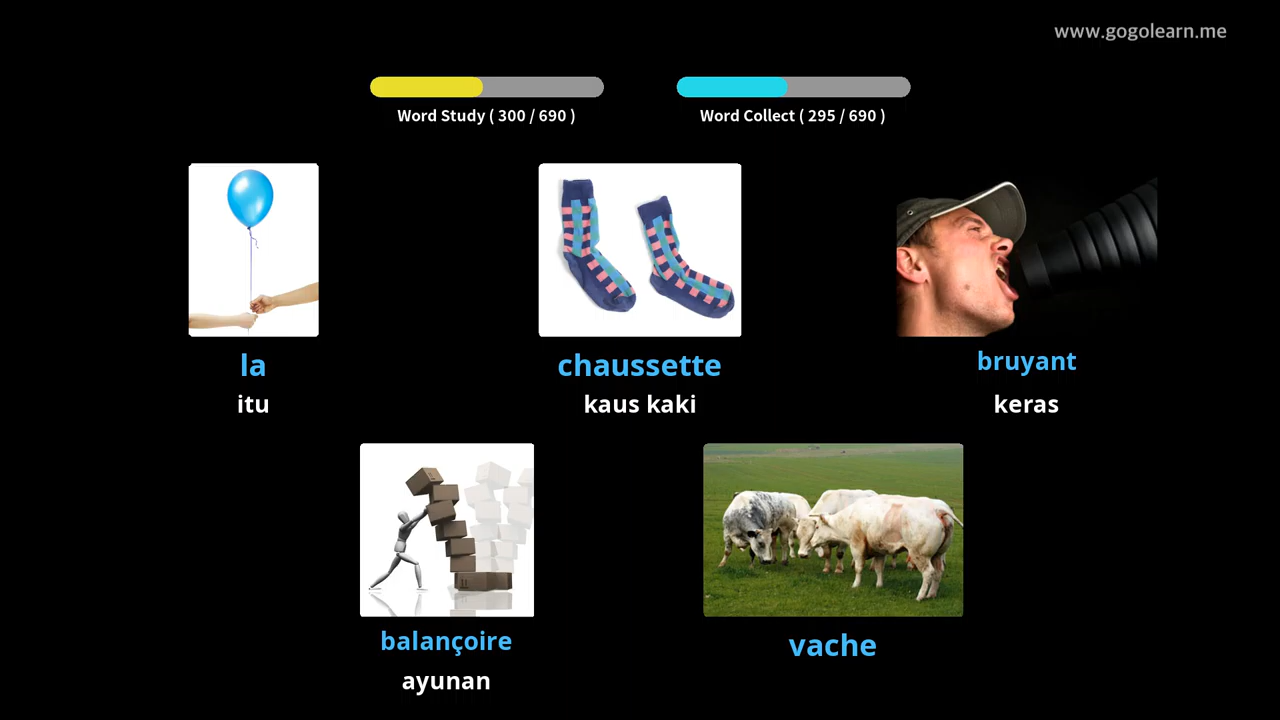 www.gogolearn.me
Word Study ( 300 / 690 )
Word Collect ( 295 / 690 )
la
itu
chaussette
kaus kaki
bruyant
keras
balançoire
ayunan
vache